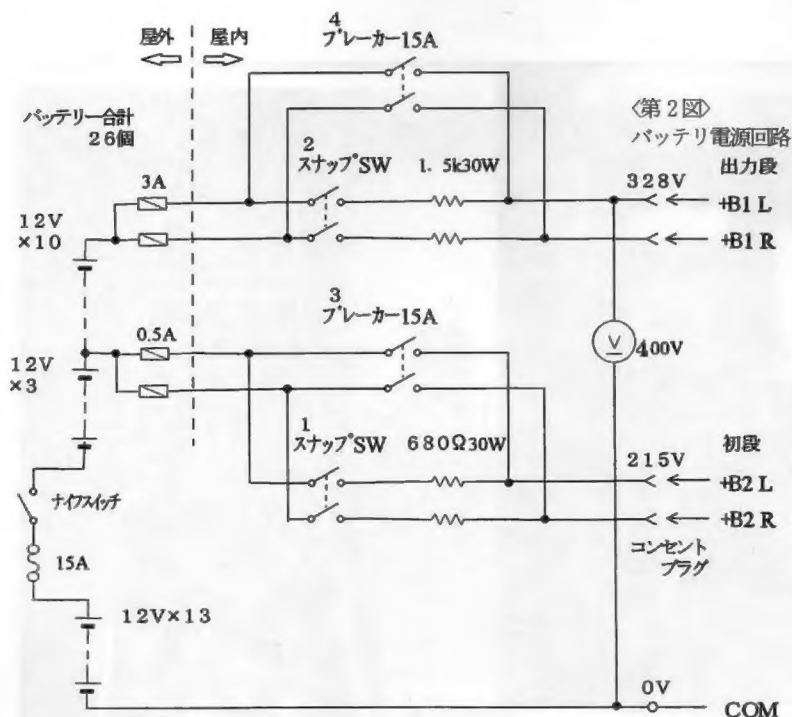 屋外 屋内
4
ブレーカー15A
バッテリー合計
26個
〈第2図〉
バッテリ電源回路
2
スナップSW
1.5k30W
出力段
3A
328V
+B1 L
12V
×10
+B1 R
3
ブレーカー15A
0.5A
V
400V
12V
×3
1
スナップSW
680Ω30W
初段
215V
+B2 L
ナイフスイッチ
+B2 R
コンセント
プラグ
15A
12V×13
0V
COM